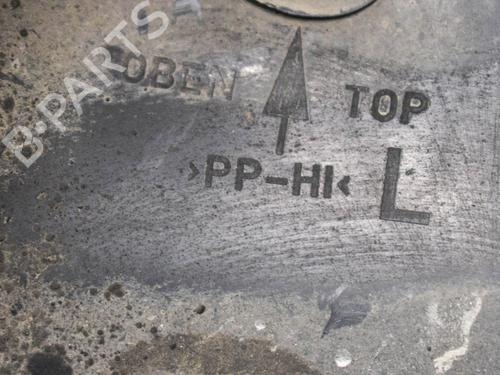 B-PARTS
OBEN TOP
>PP-HI< L